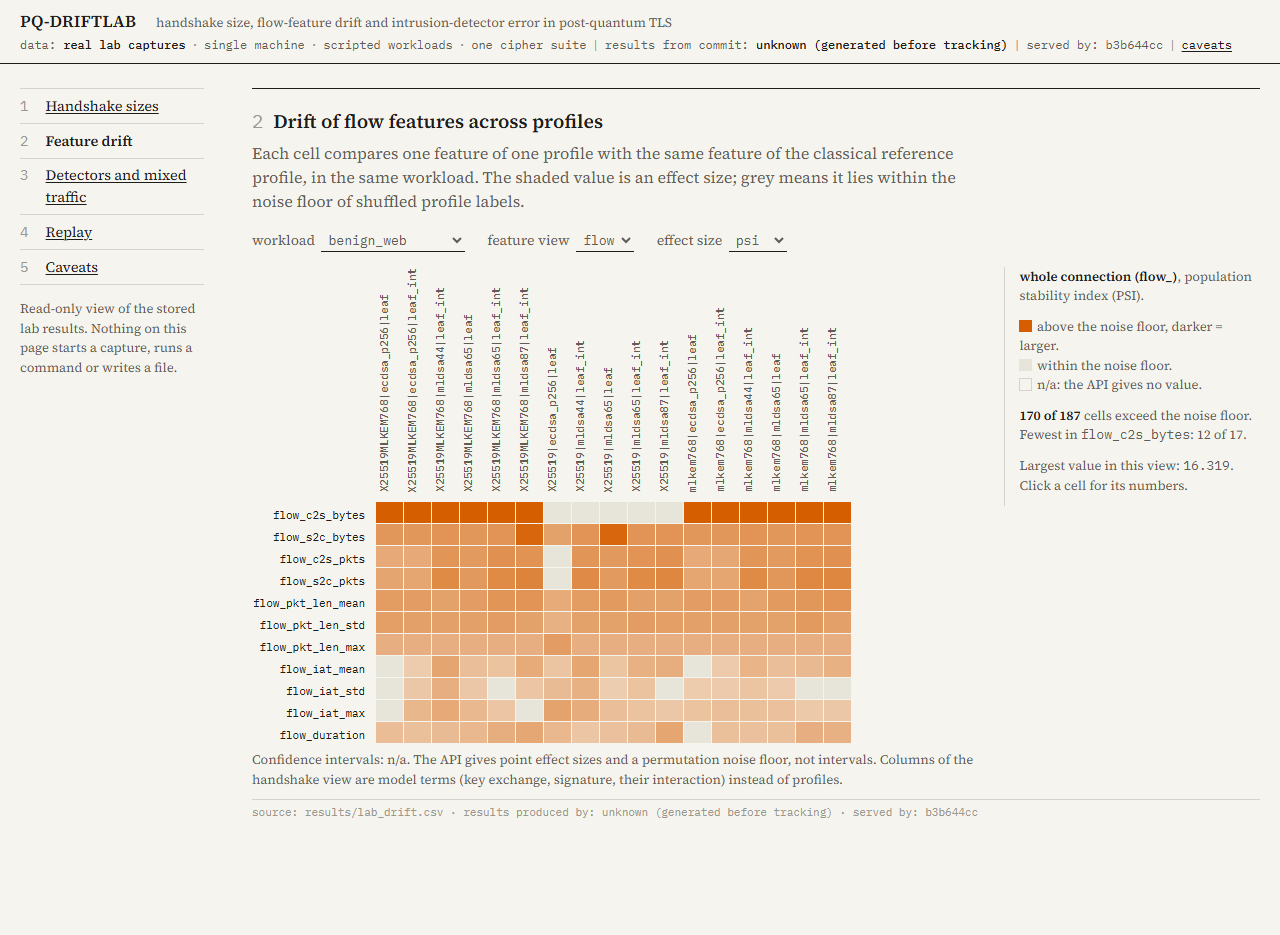 PQ-DRIFTLAB handshake size, flow-feature drift and intrusion-detector error in post-quantum TLS
data: real lab captures · single machine · scripted workloads · one cipher suite | results from commit: unknown (generated before tracking) | served by: b3b644cc | caveats
1 Handshake sizes
2 Feature drift
3 Detectors and mixed
traffic
4 Replay
5 Caveats
Read-only view of the stored
lab results. Nothing on this
page starts a capture, runs a
command or writes a file.
2 Drift of flow features across profiles
Each cell compares one feature of one profile with the same feature of the classical reference
profile, in the same workload. The shaded value is an effect size; grey means it lies within the
noise floor of shuffled profile labels.
workload benign_web feature view flow effect size psi
X25519MLKEM768|ecdsa_p256|leaf
X25519MLKEM768|ecdsa_p256|leaf_int
X25519MLKEM768|mldsa44|leaf_int
X25519MLKEM768|mldsa65|leaf
X25519MLKEM768|mldsa65|leaf_int
X25519MLKEM768|mldsa87|leaf_int
X25519|ecdsa_p256|leaf
X25519|mldsa44|leaf_int
X25519|mldsa65|leaf
X25519|mldsa65|leaf_int
X25519|mldsa87|leaf_int
mlkem768|ecdsa_p256|leaf
mlkem768|ecdsa_p256|leaf_int
mlkem768|mldsa44|leaf_int
mlkem768|mldsa65|leaf
mlkem768|mldsa65|leaf_int
mlkem768|mldsa87|leaf_int
flow_c2s_bytes
flow_s2c_bytes
flow_c2s_pkts
flow_s2c_pkts
flow_pkt_len_mean
flow_pkt_len_std
flow_pkt_len_max
flow_iat_mean
flow_iat_std
flow_iat_max
flow_duration
whole connection (flow_), population
stability index (PSI).
above the noise floor, darker =
larger.
within the noise floor.
n/a: the API gives no value.
170 of 187 cells exceed the noise floor.
Fewest in flow_c2s_bytes: 12 of 17.
Largest value in this view: 16.319.
Click a cell for its numbers.
Confidence intervals: n/a. The API gives point effect sizes and a permutation noise floor, not intervals. Columns of the
handshake view are model terms (key exchange, signature, their interaction) instead of profiles.
source: results/lab_drift.csv · results produced by: unknown (generated before tracking) · served by: b3b644cc